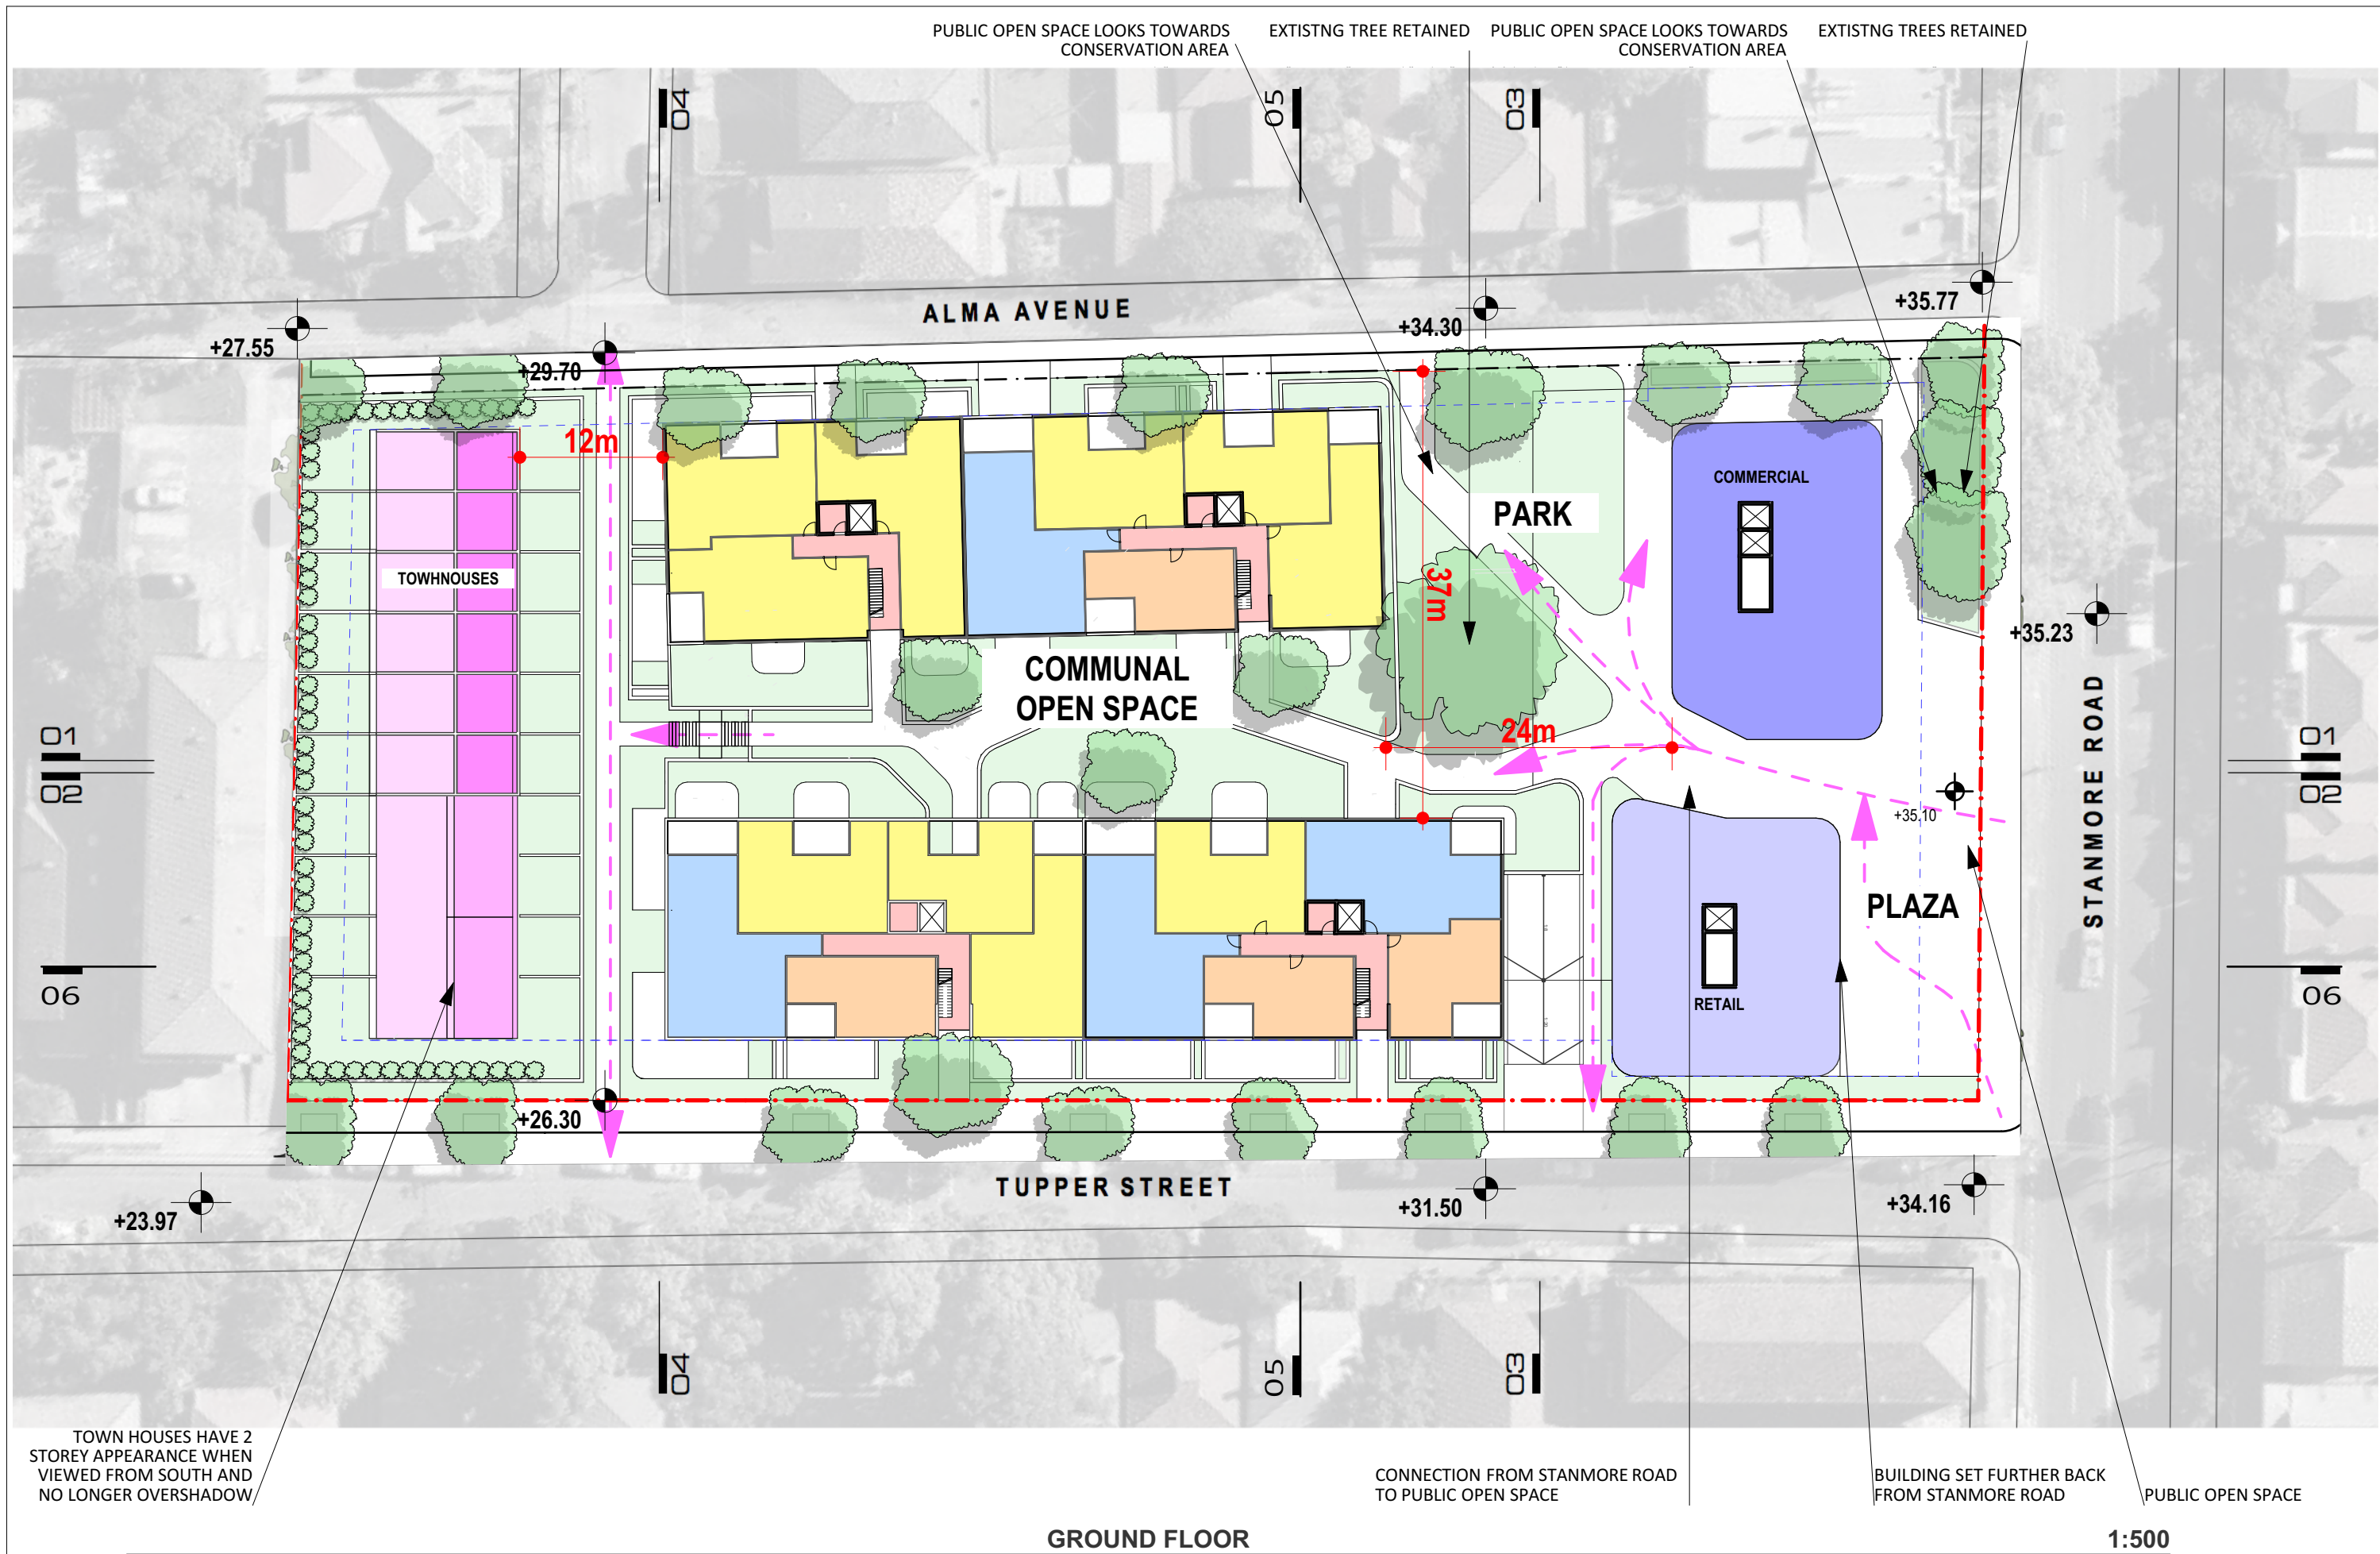 PUBLIC OPEN SPACE LOOKS TOWARDS
CONSERVATION AREA
EXTISTNG TREE RETAINED
PUBLIC OPEN SPACE LOOKS TOWARDS
CONSERVATION AREA
EXTISTNG TREES RETAINED
04
05
03
ALMA AVENUE
+35.77
+34.30
+27.55
+29.70
12m
COMMERCIAL
PARK
TOWHNOUSES
37m
+35.23
COMMUNAL
OPEN SPACE
24m
01
02
01
02
STANMORE ROAD
+35.10
PLAZA
06
RETAIL
06
+26.30
TUPPER STREET
+23.97
+31.50
+34.16
04
05
03
TOWN HOUSES HAVE 2
STOREY APPEARANCE WHEN
VIEWED FROM SOUTH AND
NO LONGER OVERSHADOW
CONNECTION FROM STANMORE ROAD
TO PUBLIC OPEN SPACE
BUILDING SET FURTHER BACK
FROM STANMORE ROAD
PUBLIC OPEN SPACE
GROUND FLOOR
1:500